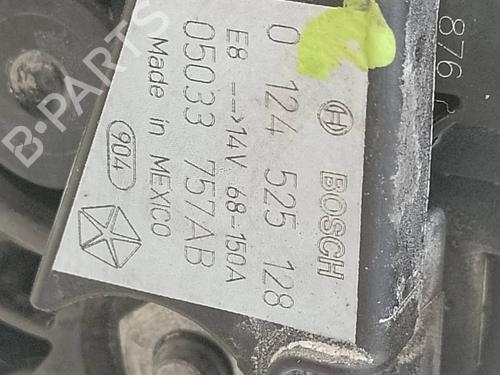 BOSCH
0 124 525 128
E8 -->14V 68-150A
05033 757AB
Made in MEXICO
904
876
B-PARTS